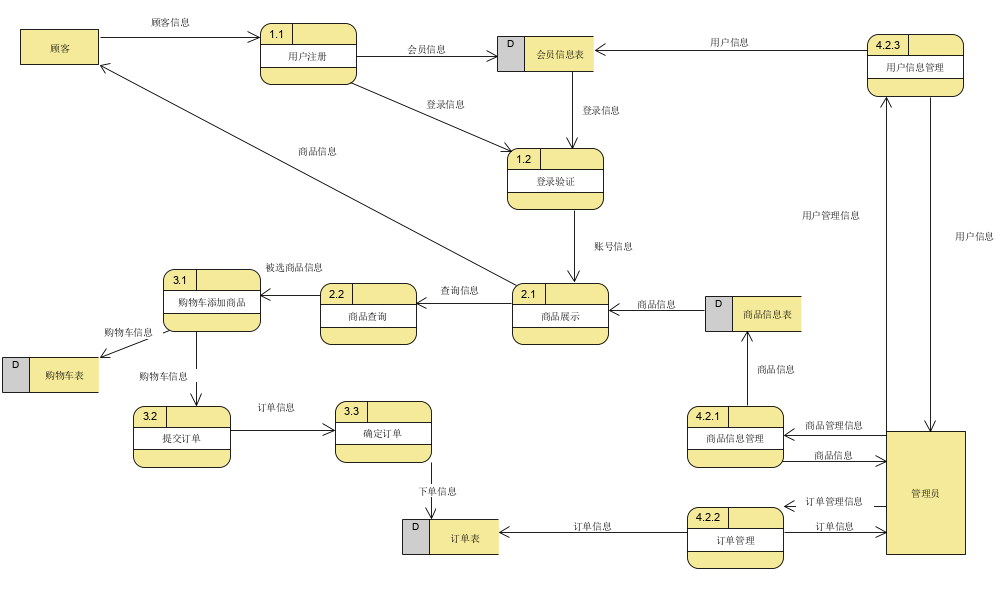 顾客信息
1.1
顾客
用户注册
会员信息
D
会员信息表
用户信息
4.2.3
用户信息管理
登录信息
登录信息
商品信息
1.2
登录验证
用户管理信息
用户信息
账号信息
被选商品信息
3.1
购物车添加商品
查询信息
2.2
商品查询
2.1
商品展示
商品信息
D
商品信息表
购物车信息
D
购物车表
购物车信息
商品信息
3.2
提交订单
订单信息
3.3
确定订单
4.2.1
商品信息管理
商品管理信息
商品信息
管理员
下单信息
D
订单表
订单信息
4.2.2
订单管理
订单管理信息
订单信息